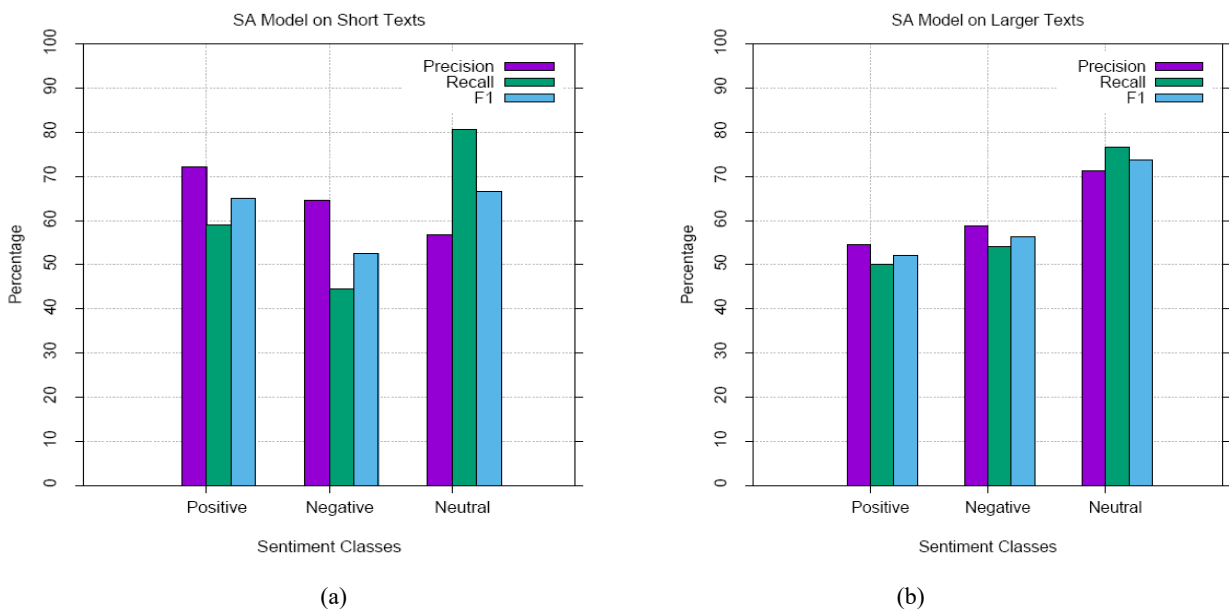 SA Model on Short Texts
Precision
Recall
F1
100
90
80
70
60
50
40
30
20
10
0
Percentage
Positive Negative Neutral
Sentiment Classes
(a)
SA Model on Larger Texts
Precision
Recall
F1
100
90
80
70
60
50
40
30
20
10
0
Percentage
Positive Negative Neutral
Sentiment Classes
(b)